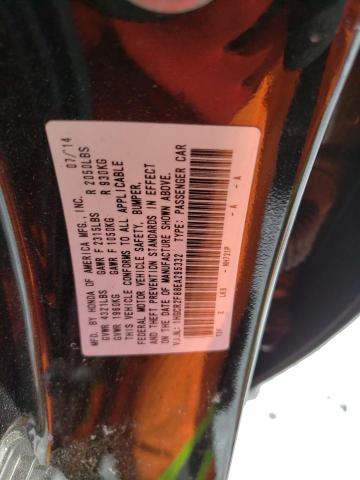 MFD. BY HONDA OF AMERICA MFG., INC. 07/14
GVWR 4321LBS GAWR F 2315LBS R 2050LBS
GVWR 1960KG GAWR F 1050KG R 930KG
THIS VEHICLE CONFORMS TO ALL APPLICABLE
FEDERAL MOTOR VEHICLE SAFETY, BUMPER,
AND THEFT PREVENTION STANDARDS IN EFFECT
ON THE DATE OF MANUFACTURE SHOWN ABOVE.
V.I.N.: TYPE: PASSENGER CAR
E - A - A